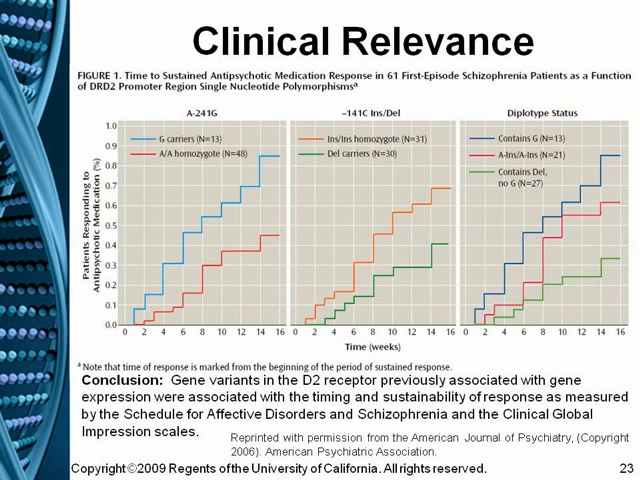 Clinical Relevance
FIGURE 1. Time to Sustained Antipsychotic Medication Response in 61 First-Episode Schizophrenia Patients as a Function
of DRD2 Promoter Region Single Nucleotide Polymorphismsa
A-241G
–141C Ins/Del
Diplotype Status
Patients Responding to
Antipsychotic Medication (%)
1.0
0.9
0.8
0.7
0.6
0.5
0.4
0.3
0.2
0.1
0.0
G carriers (N=13)
A/A homozygote (N=48)
Ins/Ins homozygote (N=31)
Del carriers (N=30)
Contains G (N=13)
A-Ins/A-Ins (N=21)
Contains Del,
no G (N=27)
0 2 4 6 8 10 12 14 16
0 2 4 6 8 10 12 14 16
0 2 4 6 8 10 12 14 16
Time (weeks)
a Note that time of response is marked from the beginning of the period of sustained response.
Conclusion: Gene variants in the D2 receptor previously associated with gene
expression were associated with the timing and sustainability of response as measured
by the Schedule for Affective Disorders and Schizophrenia and the Clinical Global
Impression scales.
Reprinted with permission from the American Journal of Psychiatry, (Copyright
2006). American Psychiatric Association.
Copyright ©2009 Regents of the University of California. All rights reserved.
23